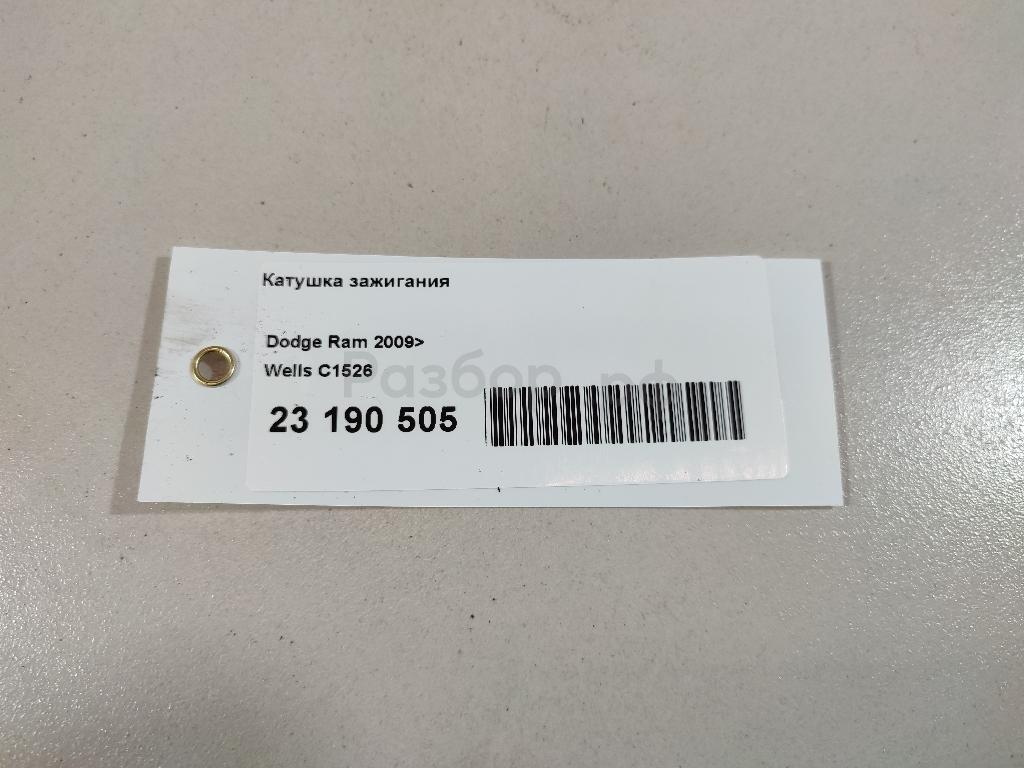 Катушка зажигания
Dodge Ram 2009>
Wells C1526
Разбор.рф
23 190 505